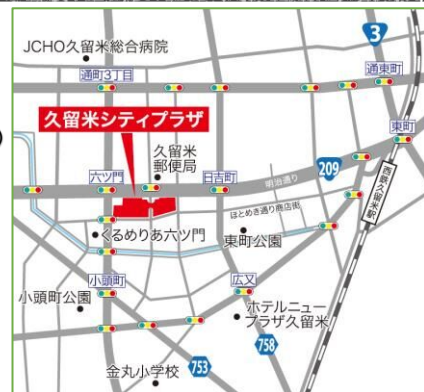 JCHO久留米総合病院
3
通町3丁目
通東町
久留米シティプラザ
東町
久留米
郵便局
六ツ門
日吉町
明治通り
209
西鉄久留米駅
ほとめき通り商店街
くるめりあ六ツ門
東町公園
小頭町
広又
小頭町公園
ホテルニュー
プラザ久留米
758
753
金丸小学校